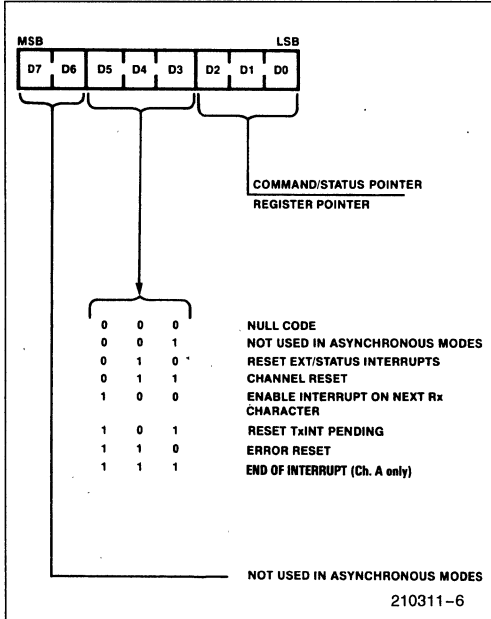 MSB LSB
D7 D6 D5 D4 D3 D2 D1 D0
COMMAND/STATUS POINTER
REGISTER POINTER
0 0 0 NULL CODE
0 0 1 NOT USED IN ASYNCHRONOUS MODES
0 1 0 RESET EXT/STATUS INTERRUPTS
0 1 1 CHANNEL RESET
1 0 0 ENABLE INTERRUPT ON NEXT Rx
CHARACTER
1 0 1 RESET TxINT PENDING
1 1 0 ERROR RESET
1 1 1 END OF INTERRUPT (Ch. A only)
NOT USED IN ASYNCHRONOUS MODES
210311-6